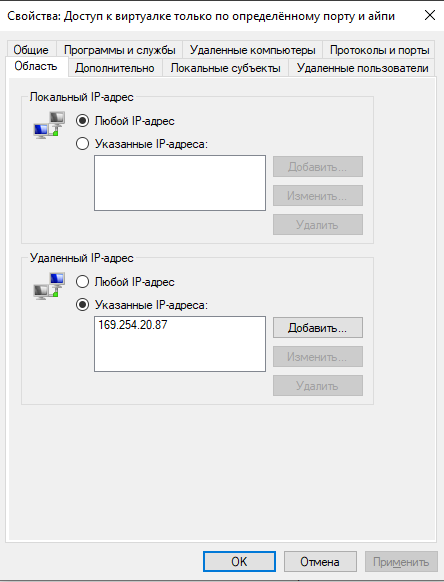 Свойства: Доступ к виртуалке только по определённому порту и айпи
Общие Программы и службы Удаленные компьютеры Протоколы и порты
Область Дополнительно Локальные субъекты Удаленные пользователи
Локальный IP-адрес
Любой IP-адрес
Указанные IP-адреса:
Добавить...
Изменить...
Удалить
Удаленный IP-адрес
Любой IP-адрес
Указанные IP-адреса:
169.254.20.87 Добавить...
Изменить...
Удалить
OK Отмена Применить